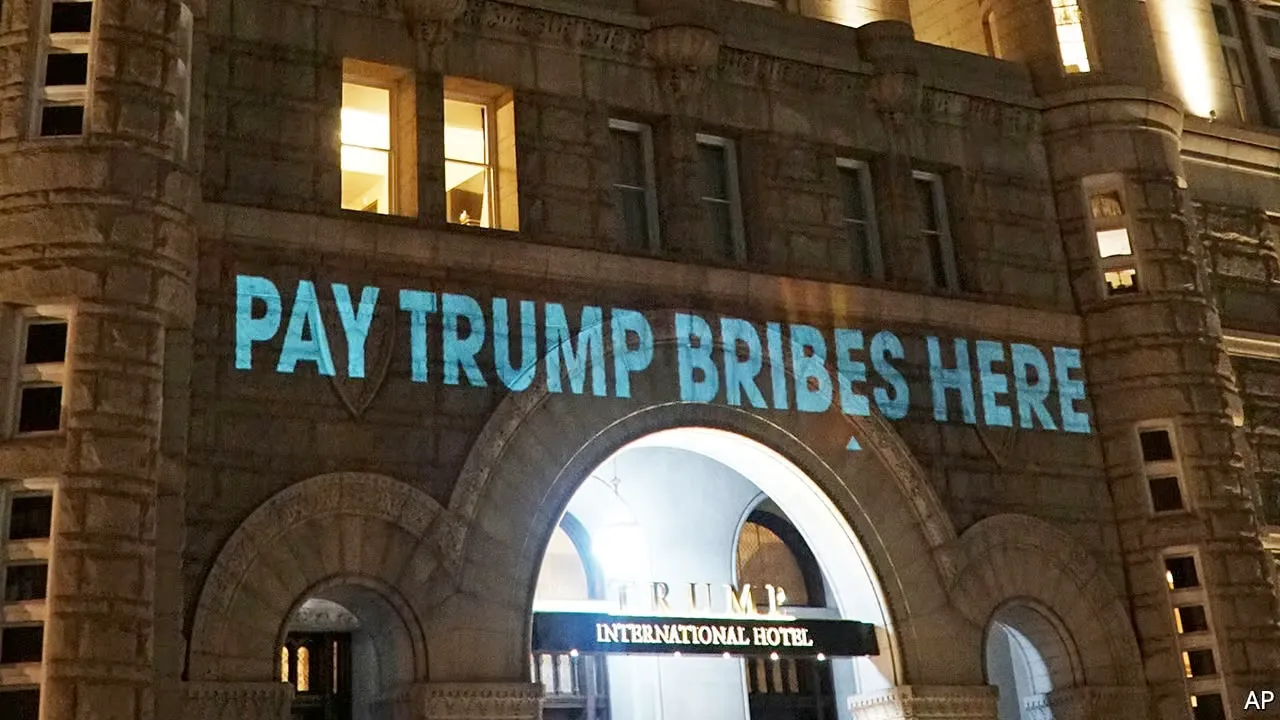 PAY TRUMP BRIBES HERE
TRUMP
INTERNATIONAL HOTEL
AP